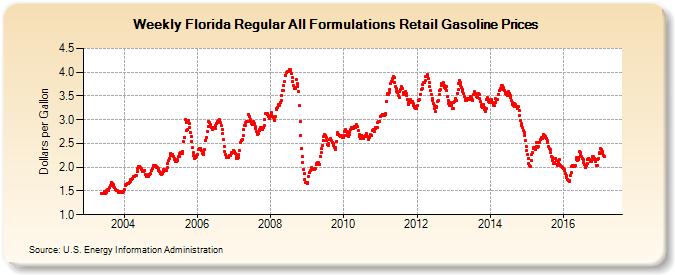 Weekly Florida Regular All Formulations Retail Gasoline Prices
Dollars per Gallon
4.5
4.0
3.5
3.0
2.5
2.0
1.5
1.0
2004 2006 2008 2010 2012 2014 2016
Source: U.S. Energy Information Administration